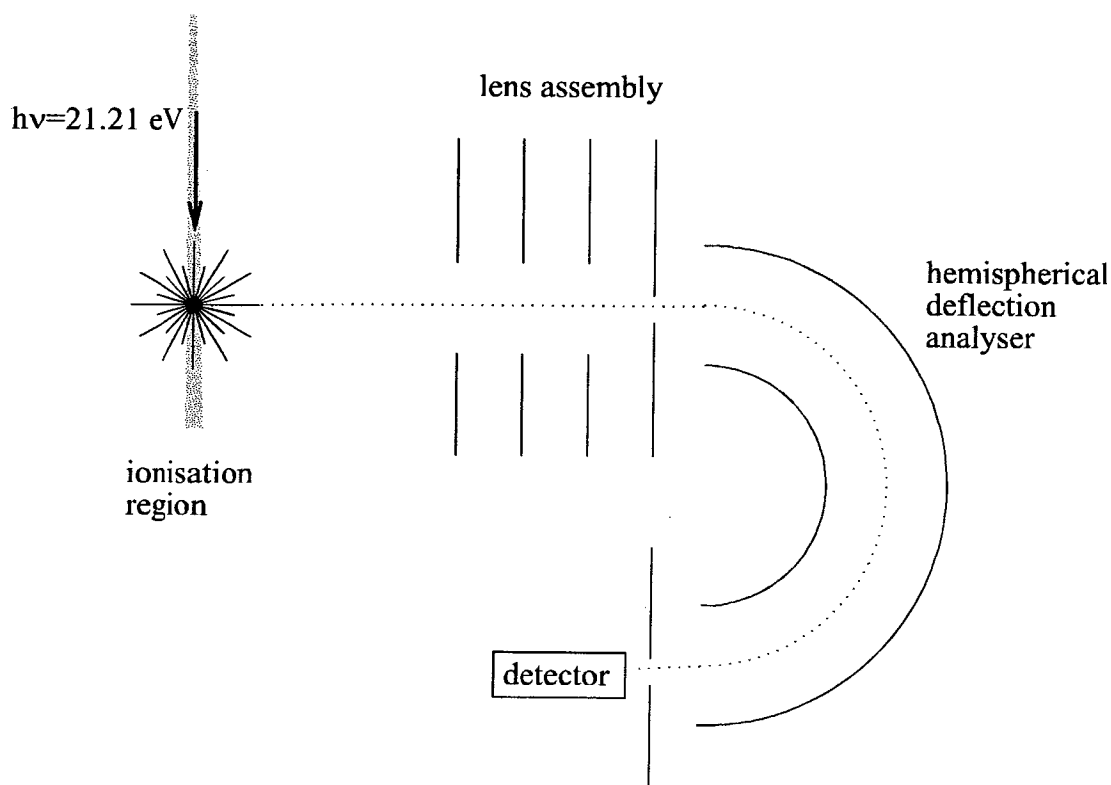 lens assembly
hν=21.21 eV
hemispherical
deflection
analyser
ionisation
region
detector